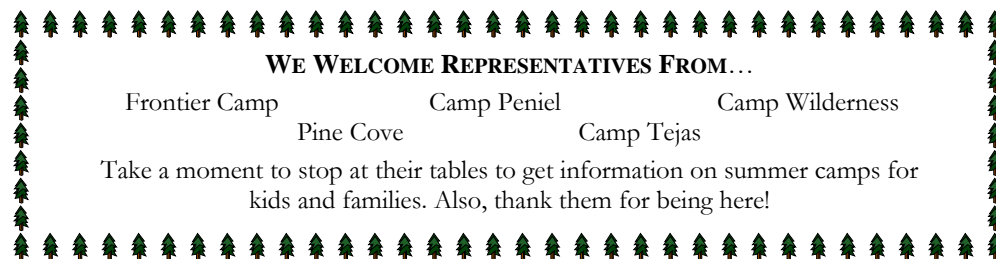 WE WELCOME REPRESENTATIVES FROM…
Frontier Camp Camp Peniel Camp Wilderness
Pine Cove Camp Tejas
Take a moment to stop at their tables to get information on summer camps for
kids and families. Also, thank them for being here!